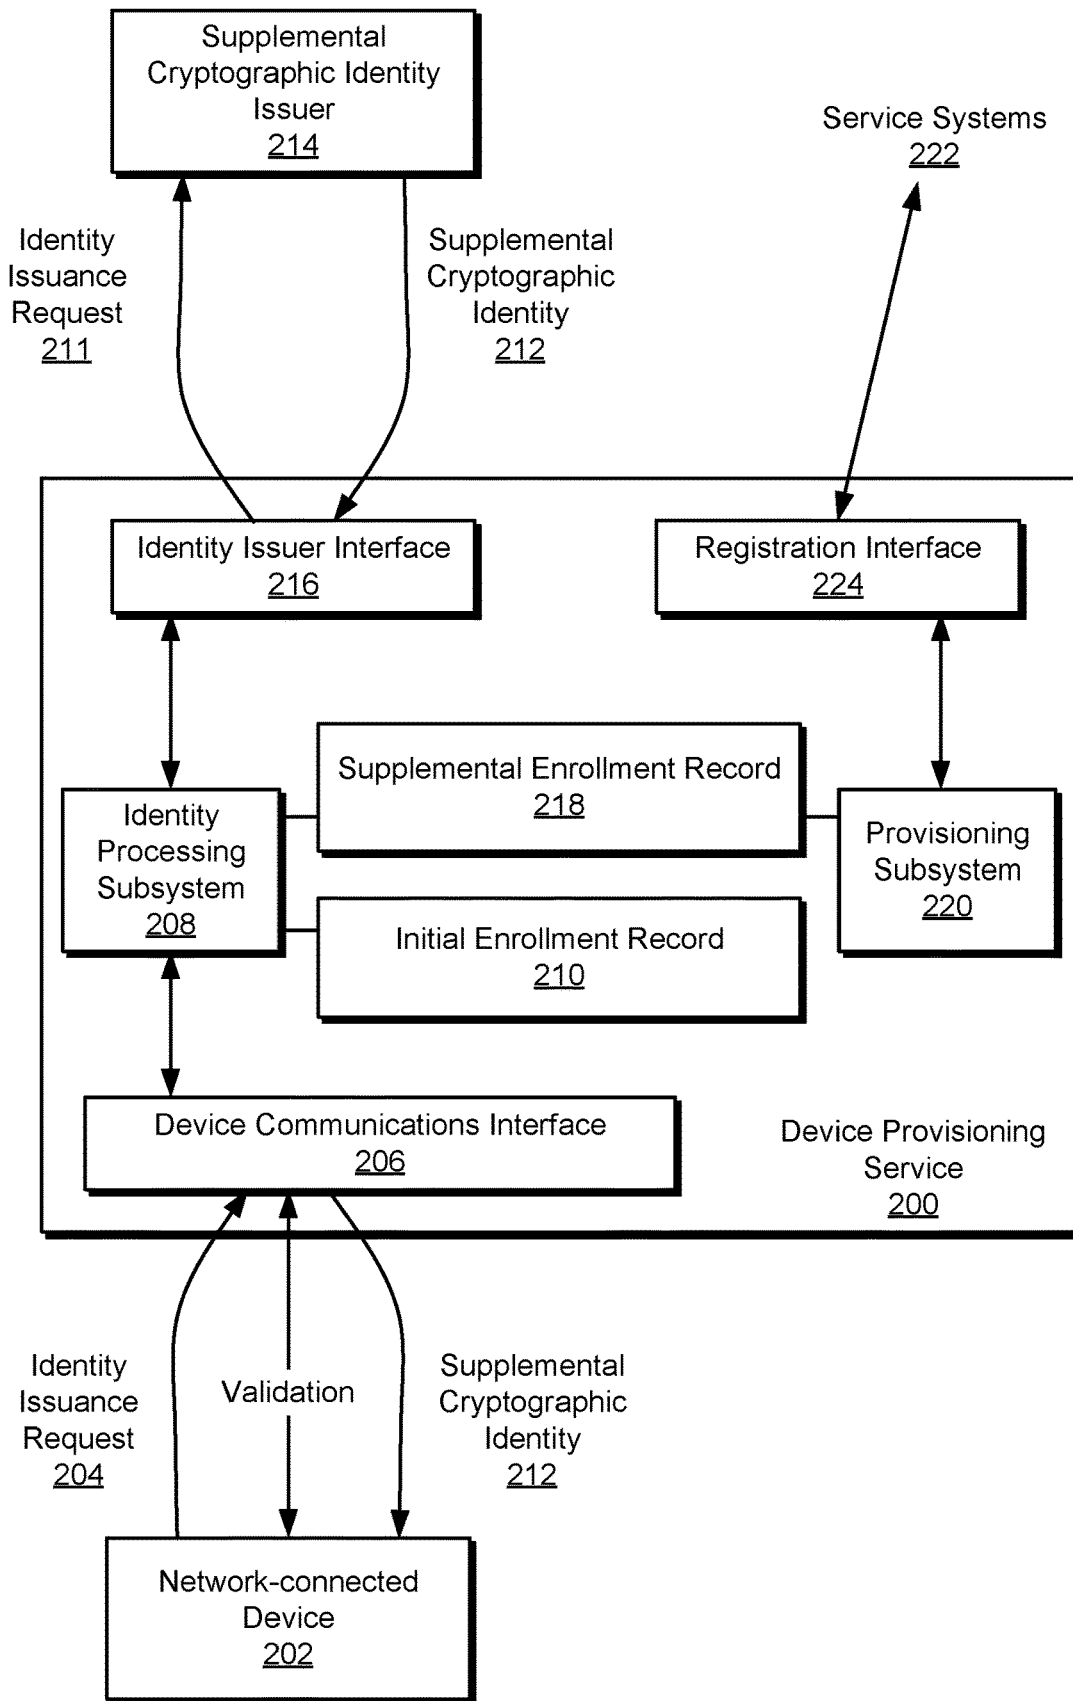 Supplemental
Cryptographic Identity
Issuer
214
Service Systems
222
Identity
Issuance
Request
211
Supplemental
Cryptographic
Identity
212
Identity Issuer Interface
216
Registration Interface
224
Supplemental Enrollment Record
218
Identity
Processing
Subsystem
208
Provisioning
Subsystem
220
Initial Enrollment Record
210
Device Communications Interface
206
Device Provisioning
Service
200
Identity
Issuance
Request
204
Validation
Supplemental
Cryptographic
Identity
212
Network-connected
Device
202